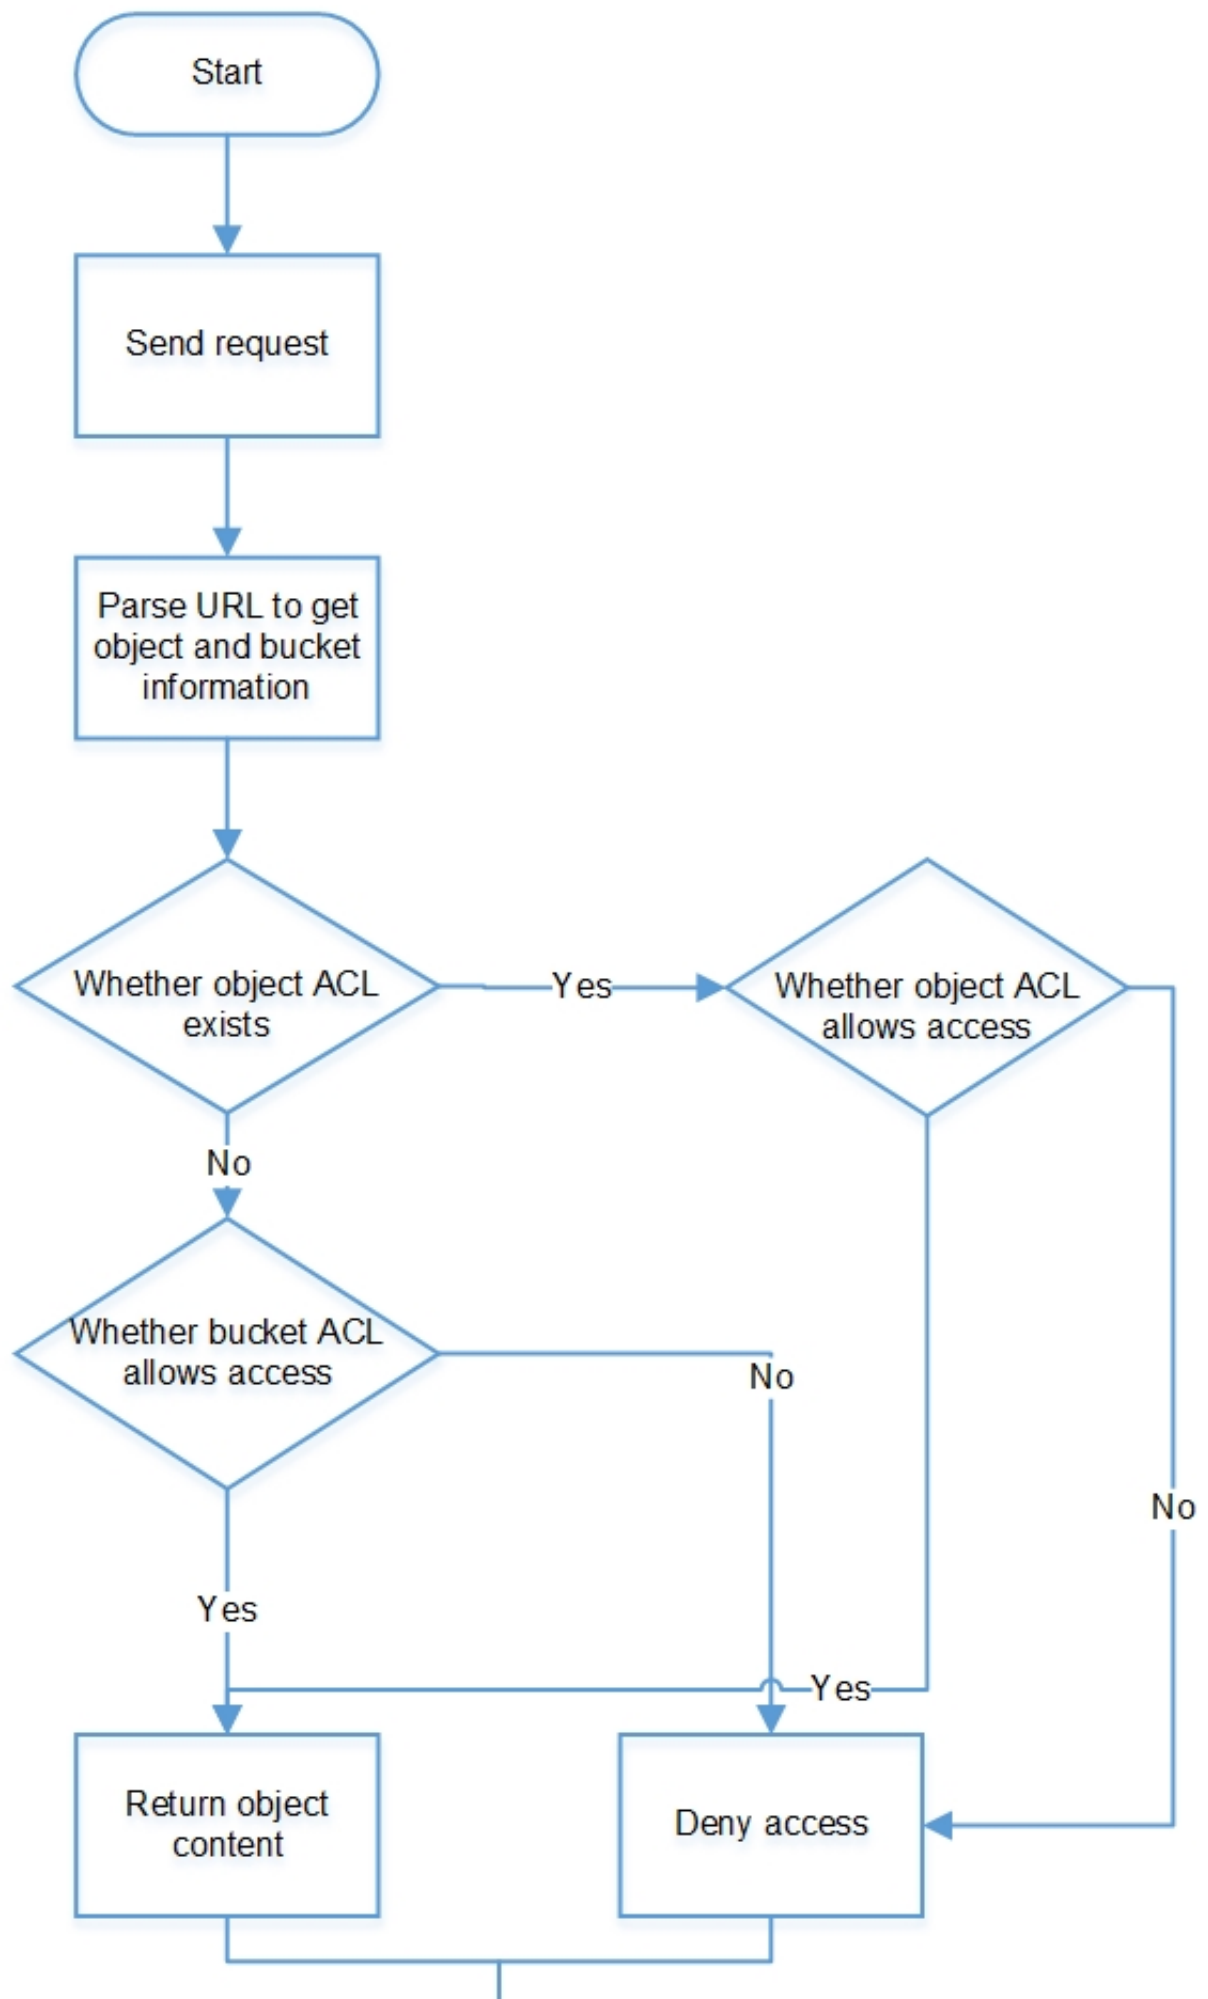 Start
Send request
Parse URL to get
object and bucket
information
Whether object ACL
exists
Yes
Whether object ACL
allows access
No
Whether bucket ACL
allows access
No
No
Yes
Yes
Return object
content
Deny access